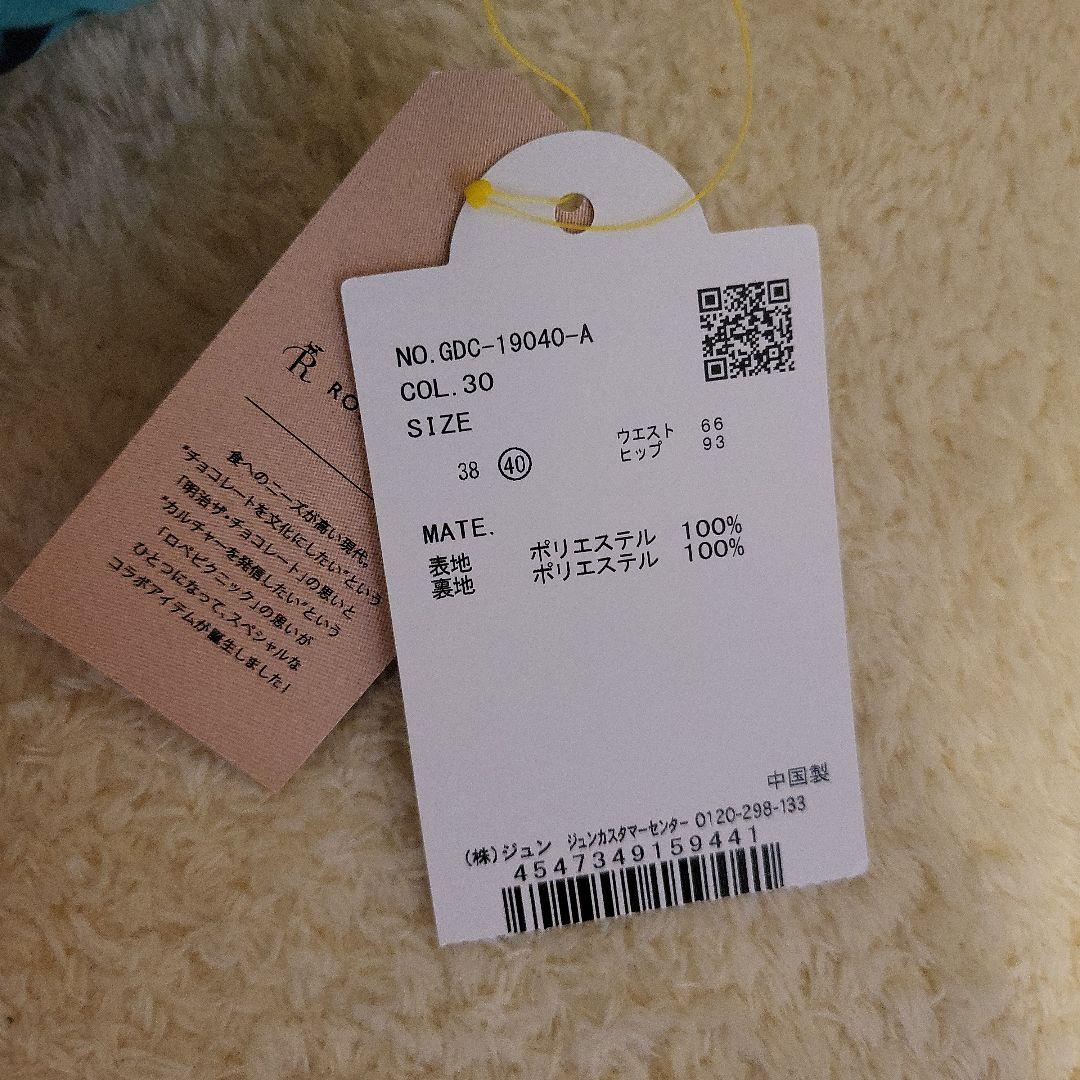 NO.GDC-19040-A
COL.30
SIZE
38 40
ウエスト 66
ヒップ 93
MATE.
表地 ポリエステル 100%
裏地 ポリエステル 100%
中国製
(株)ジュン ジュンカスタマーセンター 0120-298-133
4547349159441
R
RO
食へのニーズが高い現代。
"チョコレートを文化にしたい"という
「明治ザ・チョコレート」の思いと
"カルチャーを発信したい"という
「ロペピクニック」の思いが
ひとつになって、スペシャルな
コラボアイテムが誕生しました」